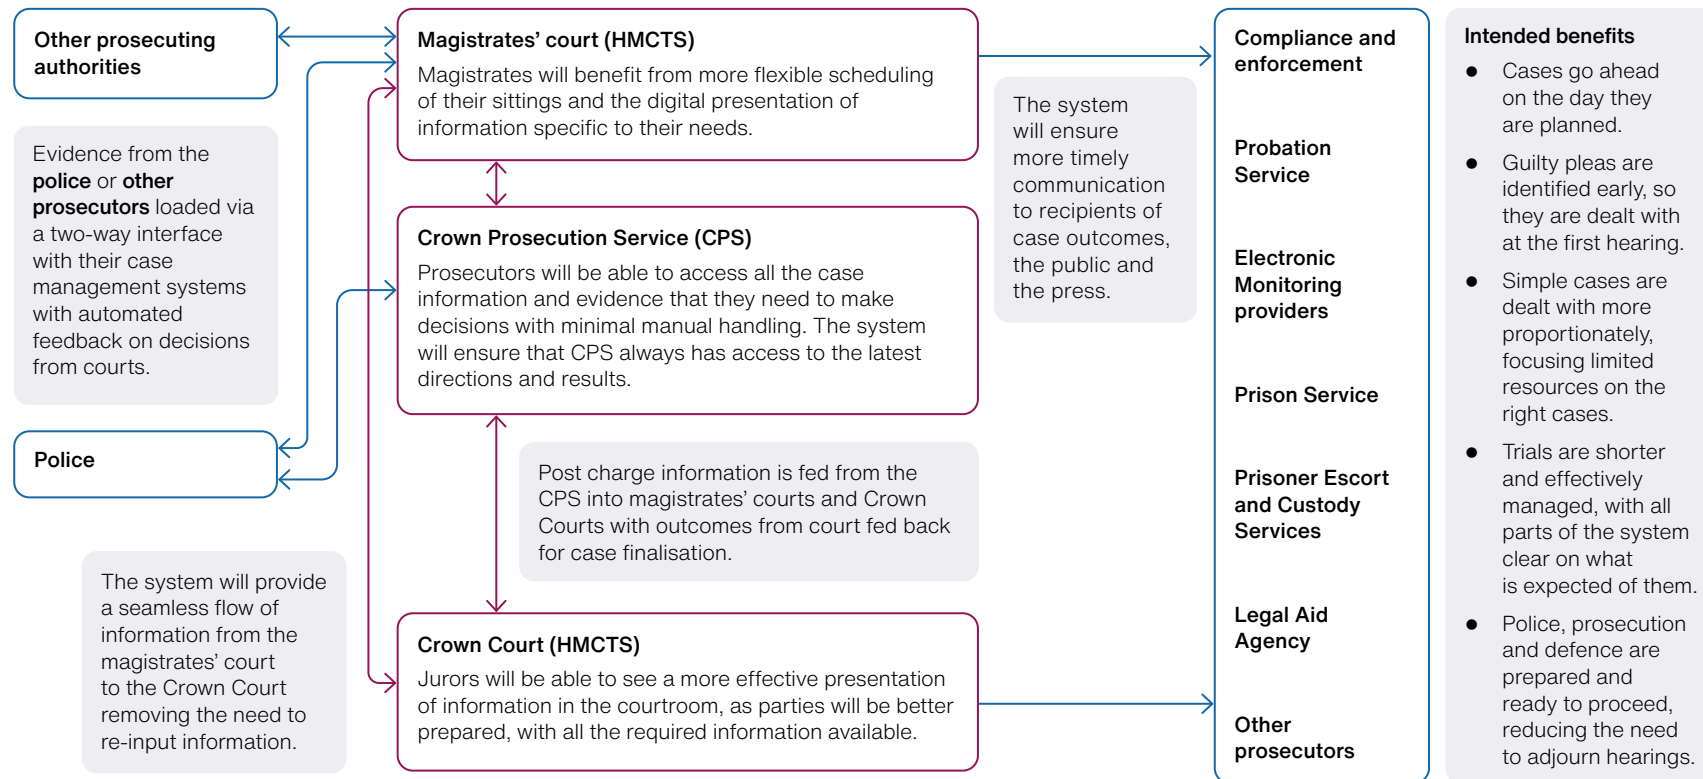 Other prosecuting
authorities
Evidence from the
police or other
prosecutors loaded via
a two-way interface
with their case
management systems
with automated
feedback on decisions
from courts.
Police
The system will provide
a seamless flow of
information from the
magistrates’ court
to the Crown Court
removing the need to
re-input information.
Magistrates’ court (HMCTS)
Magistrates will benefit from more flexible scheduling
of their sittings and the digital presentation of
information specific to their needs.
Crown Prosecution Service (CPS)
Prosecutors will be able to access all the case
information and evidence that they need to make
decisions with minimal manual handling. The system
will ensure that CPS always has access to the latest
directions and results.
Post charge information is fed from the
CPS into magistrates’ courts and Crown
Courts with outcomes from court fed back
for case finalisation.
Crown Court (HMCTS)
Jurors will be able to see a more effective presentation
of information in the courtroom, as parties will be better
prepared, with all the required information available.
The system
will ensure
more timely
communication
to recipients of
case outcomes,
the public and
the press.
Compliance and
enforcement
Probation
Service
Electronic
Monitoring
providers
Prison Service
Prisoner Escort
and Custody
Services
Legal Aid
Agency
Other
prosecutors
Intended benefits
● Cases go ahead
on the day they
are planned.
● Guilty pleas are
identified early, so
they are dealt with
at the first hearing.
● Simple cases are
dealt with more
proportionately,
focusing limited
resources on the
right cases.
● Trials are shorter
and effectively
managed, with all
parts of the system
clear on what
is expected of them.
● Police, prosecution
and defence are
prepared and
ready to proceed,
reducing the need
to adjourn hearings.